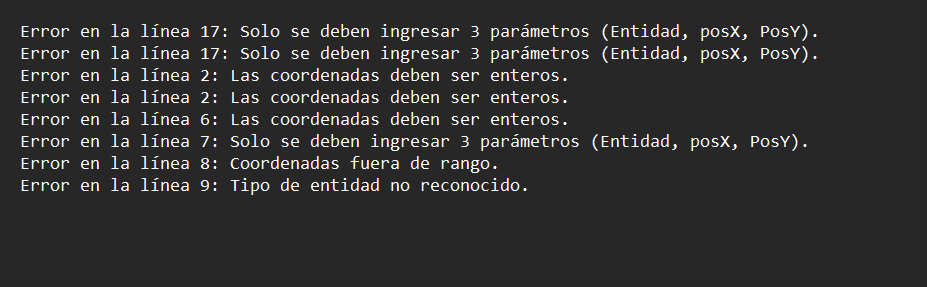 Error en la línea 17: Solo se deben ingresar 3 parámetros (Entidad, posX, PosY).
Error en la línea 17: Solo se deben ingresar 3 parámetros (Entidad, posX, PosY).
Error en la línea 2: Las coordenadas deben ser enteros.
Error en la línea 2: Las coordenadas deben ser enteros.
Error en la línea 6: Las coordenadas deben ser enteros.
Error en la línea 7: Solo se deben ingresar 3 parámetros (Entidad, posX, PosY).
Error en la línea 8: Coordenadas fuera de rango.
Error en la línea 9: Tipo de entidad no reconocido.